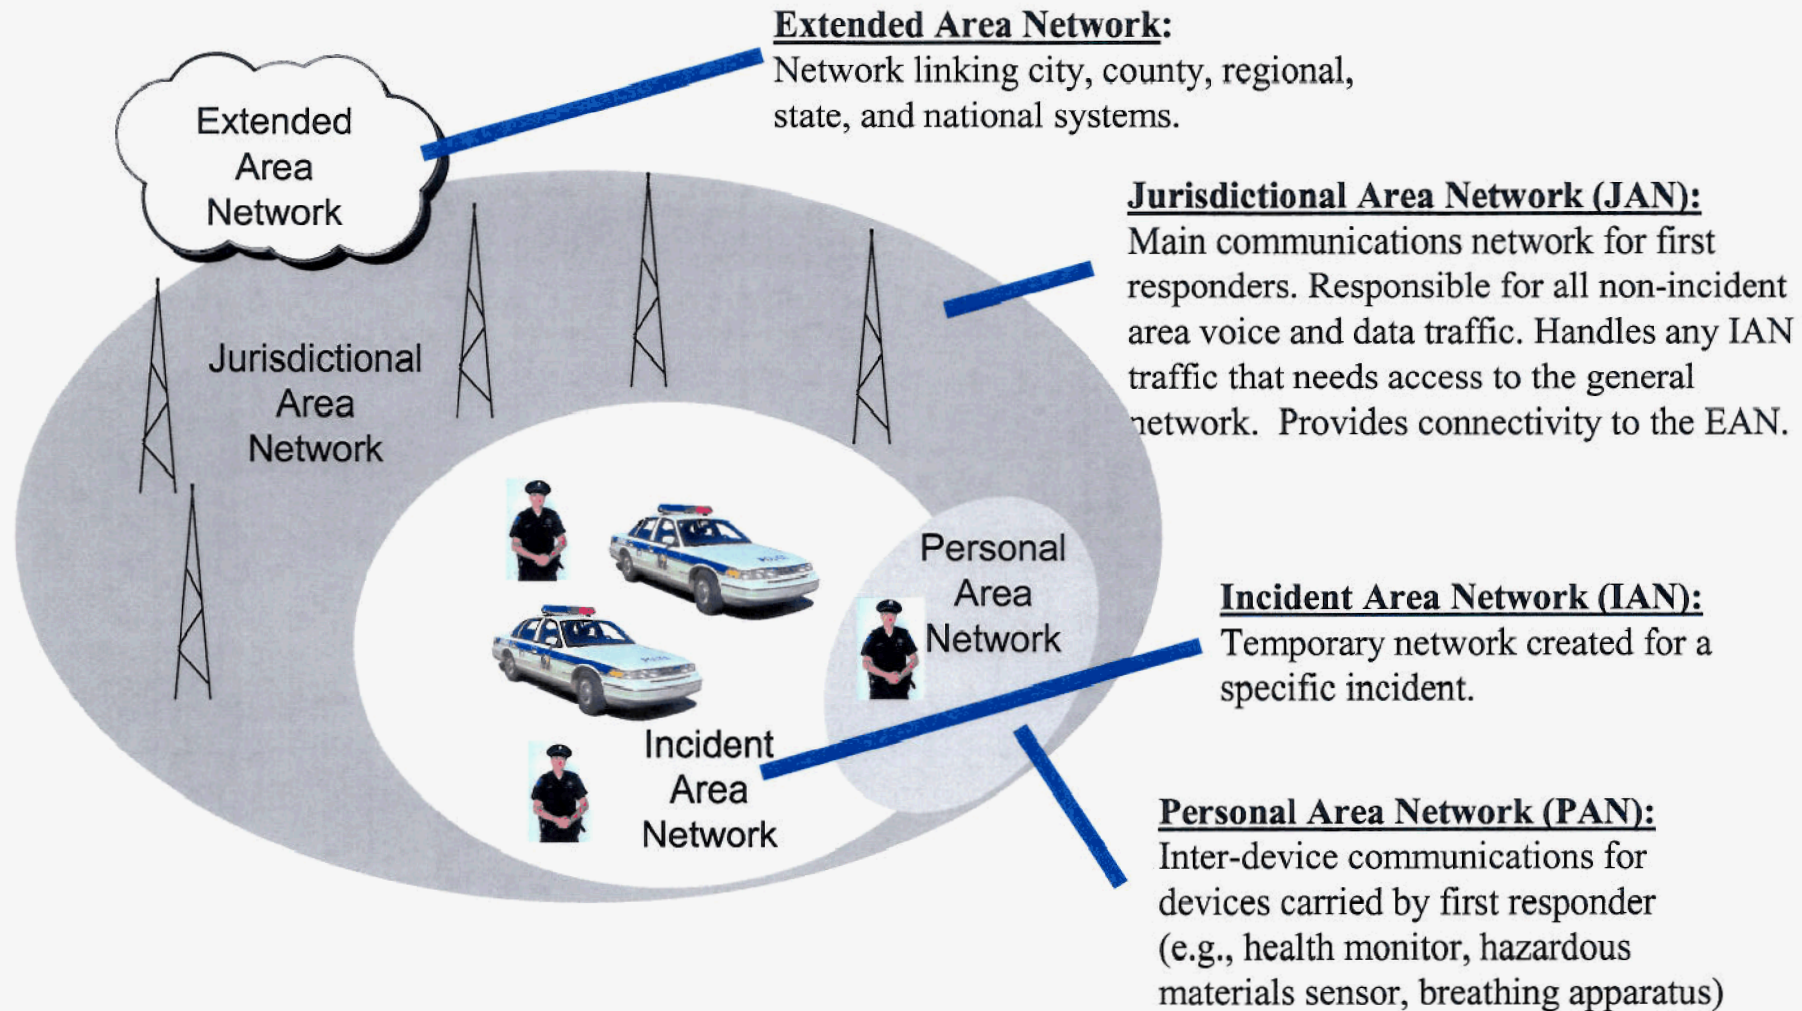 Extended Area Network:
Network linking city, county, regional,
state, and national systems.
Extended
Area
Network
Jurisdictional Area Network (JAN):
Main communications network for first
responders. Responsible for all non-incident
area voice and data traffic. Handles any IAN
traffic that needs access to the general
network.  Provides connectivity to the EAN.
Jurisdictional
Area
Network
Personal
Area
Network
Incident Area Network (IAN):
Temporary network created for a
specific incident.
Incident
Area
Network
Personal Area Network (PAN):
Inter-device communications for
devices carried by first responder
(e.g., health monitor, hazardous
materials sensor, breathing apparatus)